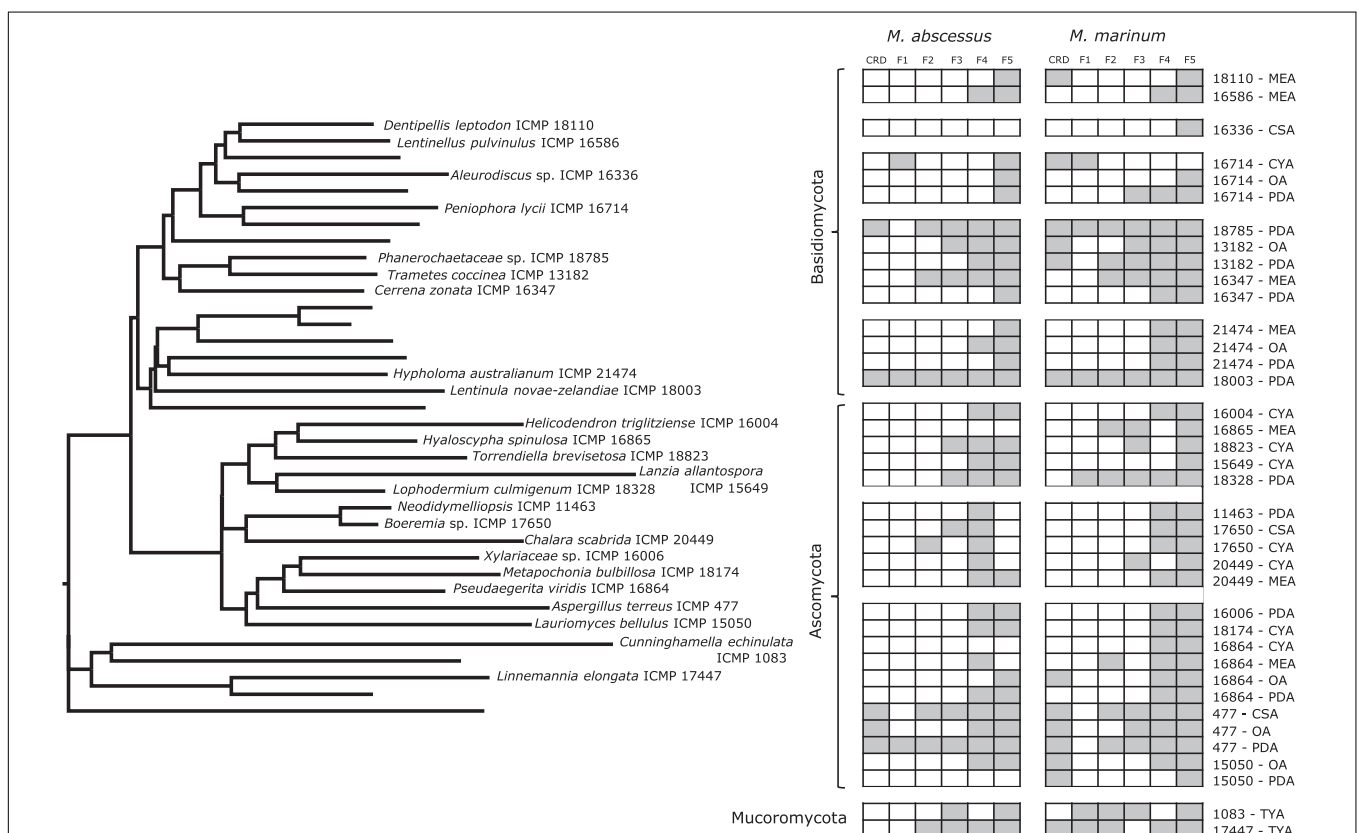 M. abscessus M. marinum
CRD F1 F2 F3 F4 F5 CRD F1 F2 F3 F4 F5
Dentipellis leptodon ICMP 18110
Lentinellus pulvinulus ICMP 16586
Aleurodiscus sp. ICMP 16336
Peniophora lycii ICMP 16714
Phanerochaetaceae sp. ICMP 18785
Trametes coccinea ICMP 13182
Cerrena zonata ICMP 16347
Hypholoma australianum ICMP 21474
Lentinula novae-zelandiae ICMP 18003
Helicodendron triglitziense ICMP 16004
Hyaloscypha spinulosa ICMP 16865
Torrendiella brevisetosa ICMP 18823
Lanzia allantospora
Lophodermium culmigenum ICMP 18328 ICMP 15649
Neodidymelliopsis ICMP 11463
Boeremia sp. ICMP 17650
Chalara scabrida ICMP 20449
Xylariaceae sp. ICMP 16006
Metapochonia bulbillosa ICMP 18174
Pseudaegerita viridis ICMP 16864
Aspergillus terreus ICMP 477
Lauriomyces bellulus ICMP 15050
Cunninghamella echinulata
ICMP 1083
Linnemannia elongata ICMP 17447
Basidiomycota
Ascomycota
Mucoromycota
18110 - MEA
16586 - MEA
16336 - CSA
16714 - CYA
16714 - OA
16714 - PDA
18785 - PDA
13182 - OA
13182 - PDA
16347 - MEA
16347 - PDA
21474 - MEA
21474 - OA
21474 - PDA
18003 - PDA
16004 - CYA
16865 - MEA
18823 - CYA
15649 - CYA
18328 - PDA
11463 - PDA
17650 - CSA
17650 - CYA
20449 - CYA
20449 - MEA
16006 - PDA
18174 - CYA
16864 - CYA
16864 - MEA
16864 - OA
16864 - PDA
477 - CSA
477 - OA
477 - PDA
15050 - OA
15050 - PDA
1083 - TYA
17447 - TYA